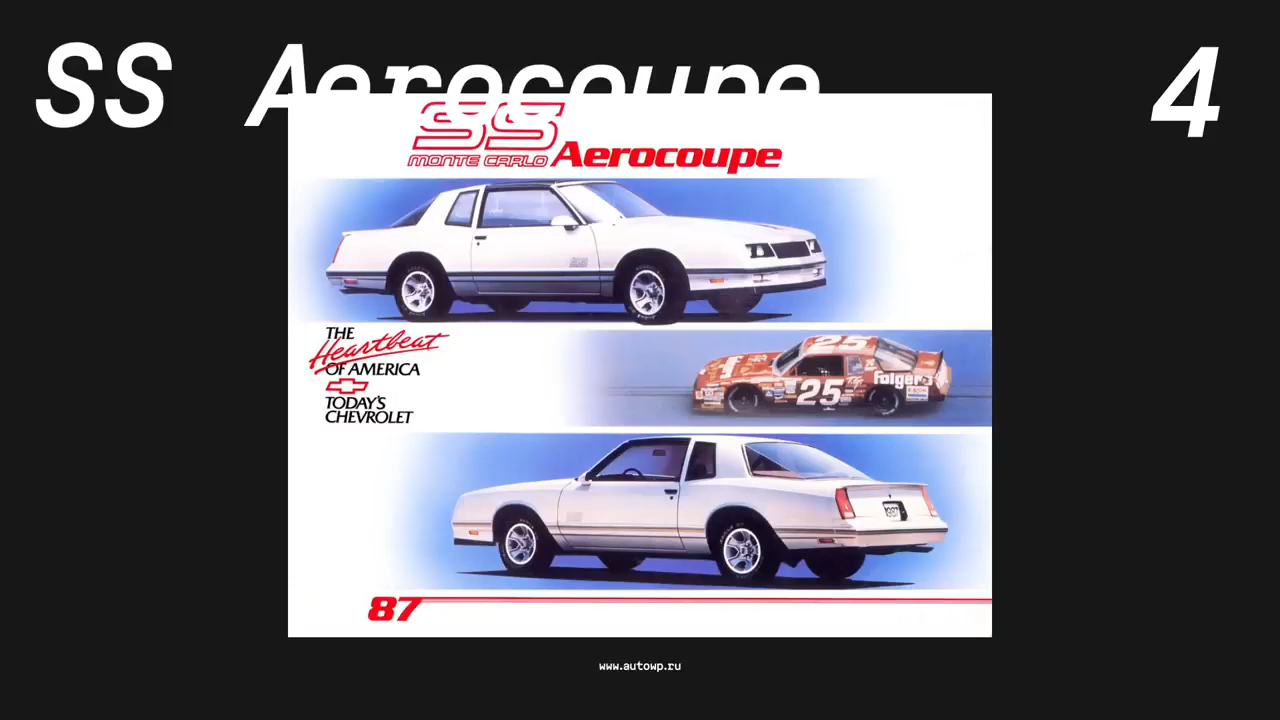 SS Aerocoupe
4
SS
MONTE CARLO Aerocoupe
THE
Heartbeat
OF AMERICA
TODAY'S
CHEVROLET
25
25
Folgers
87
www.autowp.ru